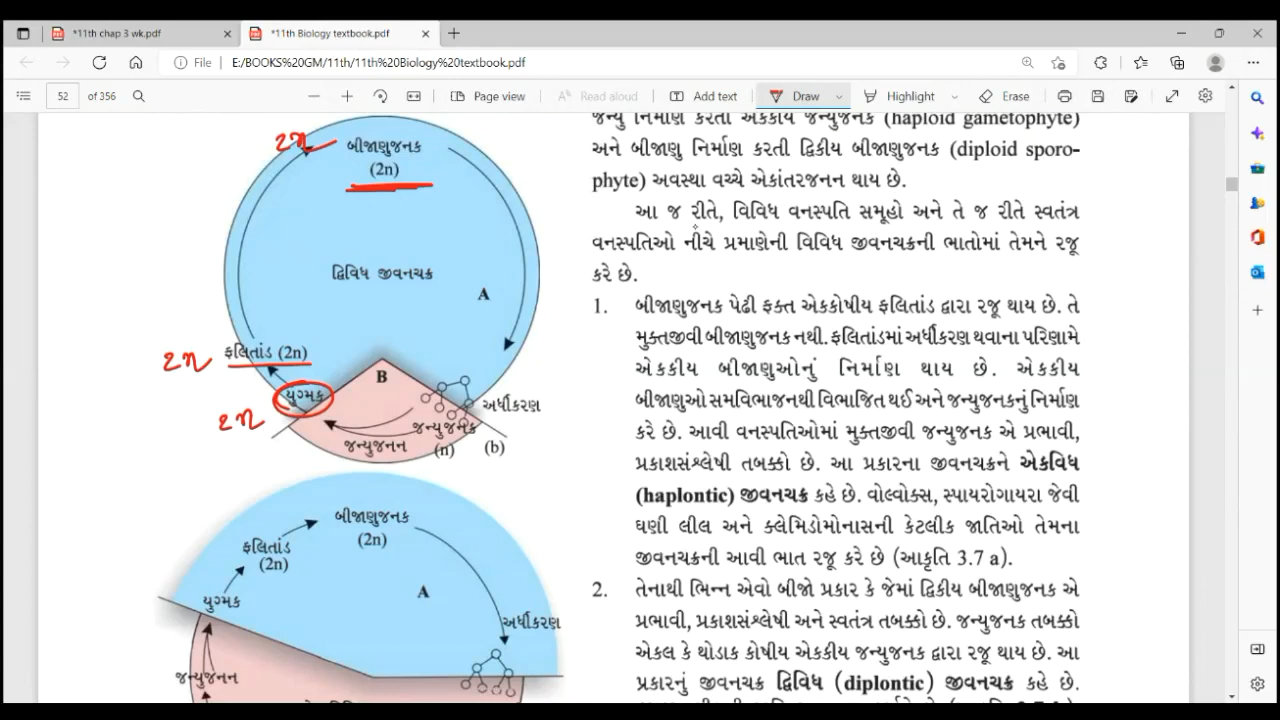 *11th chap 3 wk.pdf
*11th Biology textbook.pdf
File
E:/BOOKS%20GM/11th/11th%20Biology%20textbook.pdf
52 of 356
Page view
Read aloud
Add text
Draw
Highlight
Erase
2n
બીજાણુજનક
(2n)
દ્વિવિધ જીવનચક્ર
A
2n
ફલિતાંડ (2n)
B
યુગ્મક
2n
અર્ધીકરણ
જન્યુજનક
જન્યુજનન
(n)
(b)
બીજાણુજનક
(2n)
ફલિતાંડ
(2n)
A
યુગ્મક
અર્ધીકરણ
જન્યુજનન
જન્યુ નિર્માણ કરતા એકકીય જન્યુજનક (haploid gametophyte)
અને બીજાણુ નિર્માણ કરતી દ્વિકીય બીજાણુજનક (diploid sporo-
phyte) અવસ્થા વચ્ચે એકાંતરજનન થાય છે.
આ જ રીતે, વિવિધ વનસ્પતિ સમૂહો અને તે જ રીતે સ્વતંત્ર
વનસ્પતિઓ નીચે પ્રમાણેની વિવિધ જીવનચક્રની ભાતોમાં તેમને રજૂ
કરે છે.
1. બીજાણુજનક પેઢી ફક્ત એકકોષીય ફલિતાંડ દ્વારા રજૂ થાય છે. તે
મુક્તજીવી બીજાણુજનક નથી. ફલિતાંડમાં અર્ધીકરણ થવાના પરિણામે
એકકીય બીજાણુઓનું નિર્માણ થાય છે. એકકીય
બીજાણુઓ સમવિભાજનથી વિભાજિત થઈ અને જન્યુજનકનું નિર્માણ
કરે છે. આવી વનસ્પતિઓમાં મુક્તજીવી જન્યુજનક એ પ્રભાવી,
પ્રકાશસંશ્લેષી તબક્કો છે. આ પ્રકારના જીવનચક્રને એકવિધ
(haplontic) જીવનચક્ર કહે છે. વોલ્વોક્સ, સ્પાયરોગાયરા જેવી
ઘણી લીલ અને ક્લેમિડોમોનાસની કેટલીક જાતિઓ તેમના
જીવનચક્રની આવી ભાત રજૂ કરે છે (આકૃતિ 3.7 a).
2. તેનાથી ભિન્ન એવો બીજો પ્રકાર કે જેમાં દ્વિકીય બીજાણુજનક એ
પ્રભાવી, પ્રકાશસંશ્લેષી અને સ્વતંત્ર તબક્કો છે. જન્યુજનક તબક્કો
એકલ કે થોડાક કોષીય એકકીય જન્યુજનક દ્વારા રજૂ થાય છે. આ
પ્રકારનું જીવનચક્ર દ્વિવિધ (diplontic) જીવનચક્ર કહે છે.